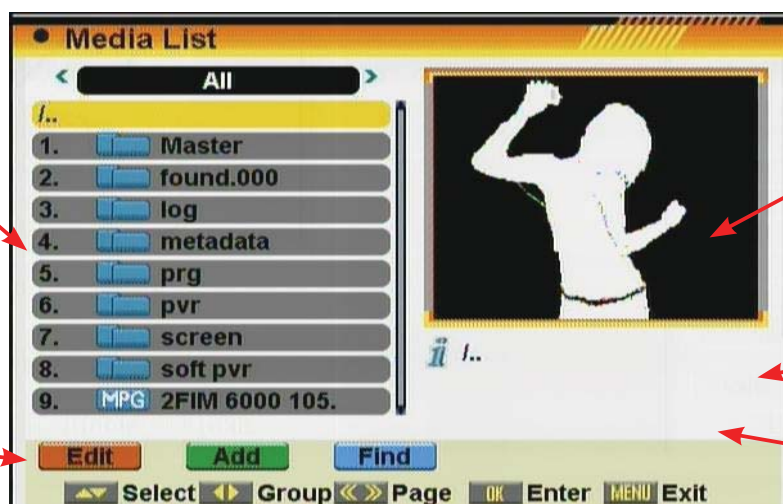 Media List
All
/..
1. Master
2. found.000
3. log
4. metadata
5. prg
6. pvr
7. screen
8. soft pvr
9. MPG 2FIM 6000 105.
i /..
Edit Add Find
Select Group Page OK Enter MENU Exit